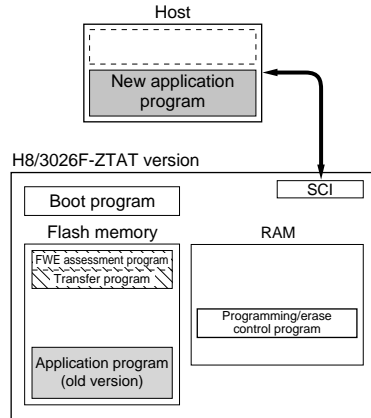 Host
New application
program
H8/3026F-ZTAT version
SCI
Boot program
Flash memory
RAM
FWE assessment program
Transfer program
Programming/erase
control program
Application program
(old version)